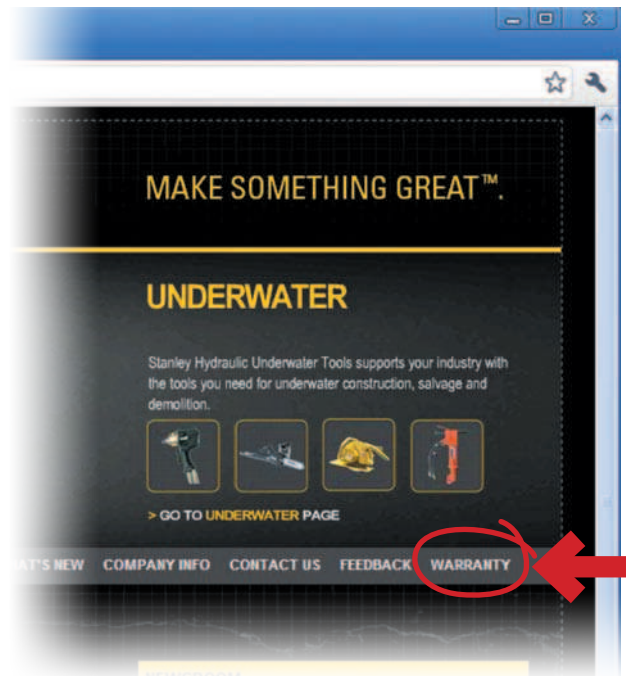 MAKE SOMETHING GREAT™.
UNDERWATER
Stanley Hydraulic Underwater Tools supports your industry with
the tools you need for underwater construction, salvage and
demolition.
> GO TO UNDERWATER PAGE
NEW COMPANY INFO CONTACT US FEEDBACK WARRANTY